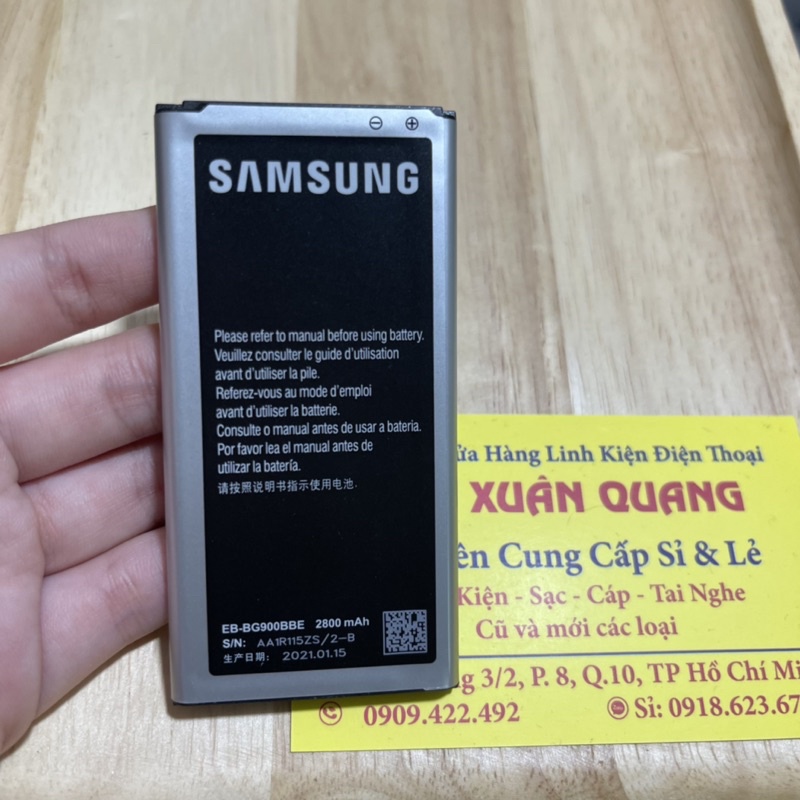 ⊖ ⊕
SAMSUNG
Please refer to manual before using battery.
Veuillez consulter le guide d'utilisation
avant d'utiliser la pile.
Referez-vous au mode d'emploi
avant d'utiliser la batterie.
Consulte o manual antes de usar a bateria.
Por favor lea el manual antes de
utilizar la batería.
请按照说明书指示使用电池.
EB-BG900BBE 2800 mAh
S/N: AA1R115ZS/2-B
生产日期: 2021.01.15
Hàng Linh Kiện Điện Thoại
XUÂN QUANG
Cung Cấp Sỉ & Lẻ
Kiện - Sạc - Cáp - Tai Nghe
Cũ và mới các loại
3/2, P. 8, Q.10, TP Hồ Chí
0909.422.492 Sỉ: 0918.623.67